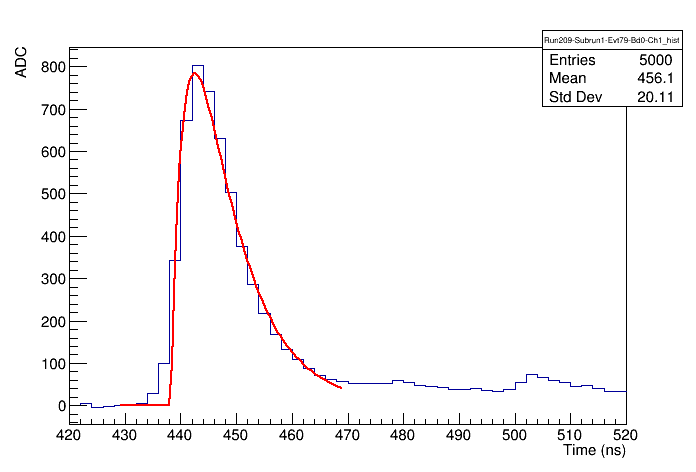 Run209-Subrun1-Evt79-Bd0-Ch1_hist
Entries 5000
Mean 456.1
Std Dev 20.11
ADC
800
700
600
500
400
300
200
100
0
420 430 440 450 460 470 480 490 500 510 520
Time (ns)